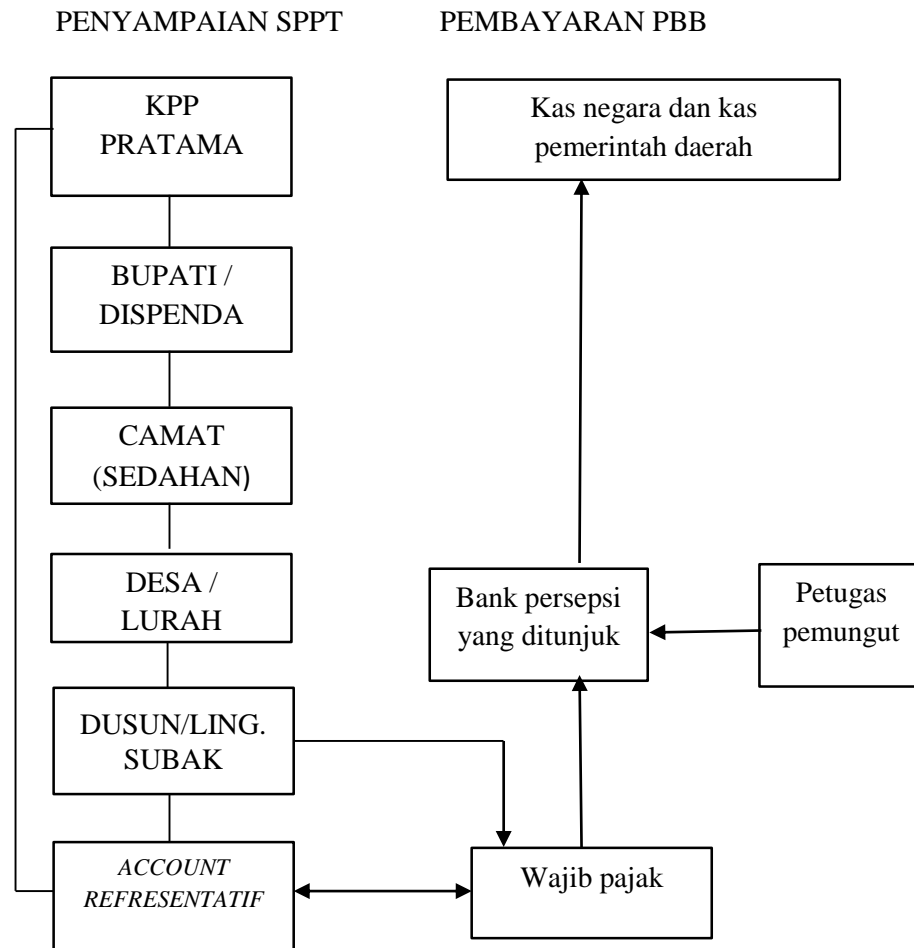 PENYAMPAIAN SPPT
PEMBAYARAN PBB
KPP
PRATAMA
BUPATI /
DISPENDA
CAMAT
(SEDAHAN)
DESA /
LURAH
DUSUN/LING.
SUBAK
ACCOUNT
REFRESENTATIF
Kas negara dan kas
pemerintah daerah
Bank persepsi
yang ditunjuk
Petugas
pemungut
Wajib pajak